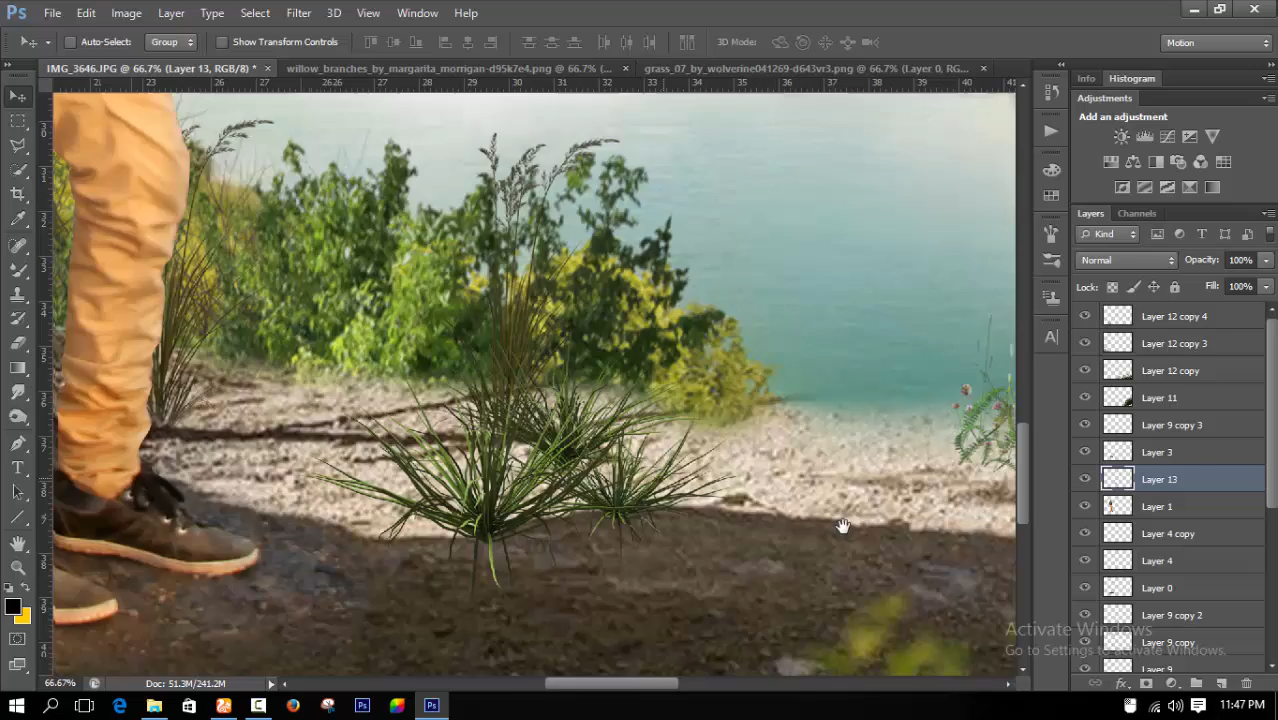 Ps File Edit Image Layer Type Select Filter 3D View Window Help
Auto-Select: Group Show Transform Controls 3D Mode: Motion
IMG_3646.JPG @ 66.7% (Layer 13, RGB/8) * × willow_branches_by_margarita_morrigan-d95k7e4.png @ 66.7% (... × grass_07_by_wolverine041269-d643vr3.png @ 66.7% (Layer 0, RG... ×
Info Histogram
Adjustments
Add an adjustment
Layers Channels
Kind
Normal Opacity: 100%
Lock: Fill: 100%
Layer 12 copy 4
Layer 12 copy 3
Layer 12 copy
Layer 11
Layer 9 copy 3
Layer 3
Layer 13
Layer 1
Layer 4 copy
Layer 4
Layer 0
Layer 9 copy 2
Layer 9 copy
Layer 9
Activate Windows
Go to Settings to activate Windows.
66.67% Doc: 51.3M/241.2M
11:47 PM